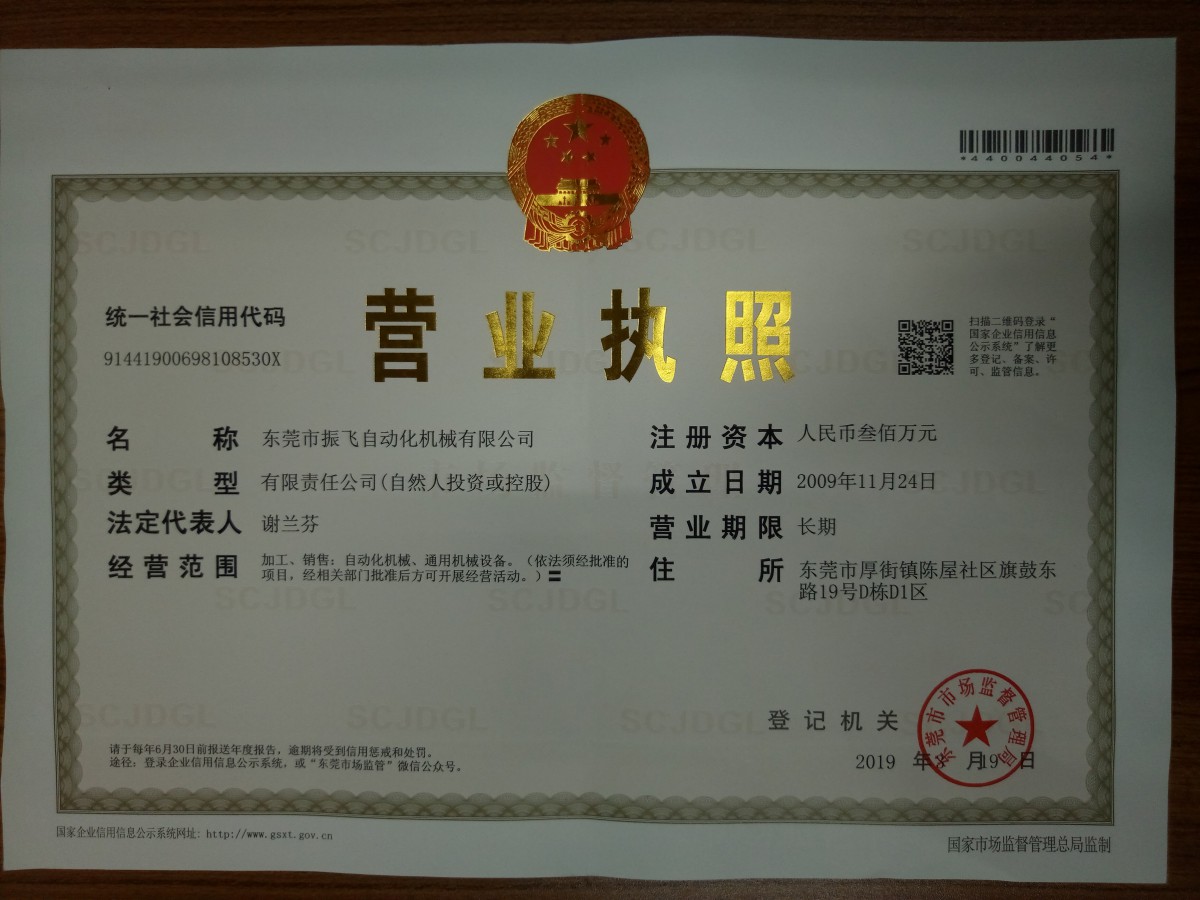 *440044054*
营业执照
统一社会信用代码
91441900698108530X
扫描二维码登录“
国家企业信用信息
公示系统”了解更
多登记、备案、许
可、监管信息。
名称 东莞市振飞自动化机械有限公司
类型 有限责任公司(自然人投资或控股)
法定代表人 谢兰芬
经营范围 加工、销售：自动化机械、通用机械设备。（依法须经批准的
项目，经相关部门批准后方可开展经营活动。）〓
注册资本 人民币叁佰万元
成立日期 2009年11月24日
营业期限 长期
住所 东莞市厚街镇陈屋社区旗鼓东
路19号D栋D1区
登记机关
东莞市市场监督管理局
2019 年 月19 日
请于每年6月30日前报送年度报告，逾期将受到信用惩戒和处罚。
途径：登录企业信用信息公示系统，或“东莞市场监管”微信公众号。
国家企业信用信息公示系统网址: http://www.gsxt.gov.cn
国家市场监督管理总局监制
SCJDGL
SCJDGL
SCJDGL
SCJDGL
SCJDGL
SCJDGL
SCJDGL
SCJDGL
SCJDGL
SCJDGL